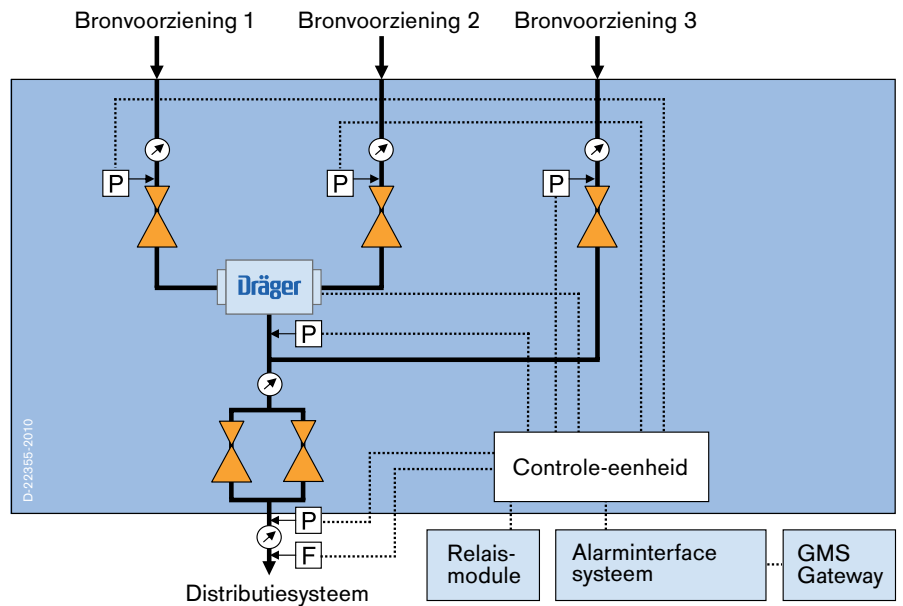 Bronvoorziening 1
Bronvoorziening 2
Bronvoorziening 3
P
P
P
Dräger
P
Controle-eenheid
P
F
Distributiesysteem
Relais-
module
Alarminterface
systeem
GMS
Gateway
D-22355-2010